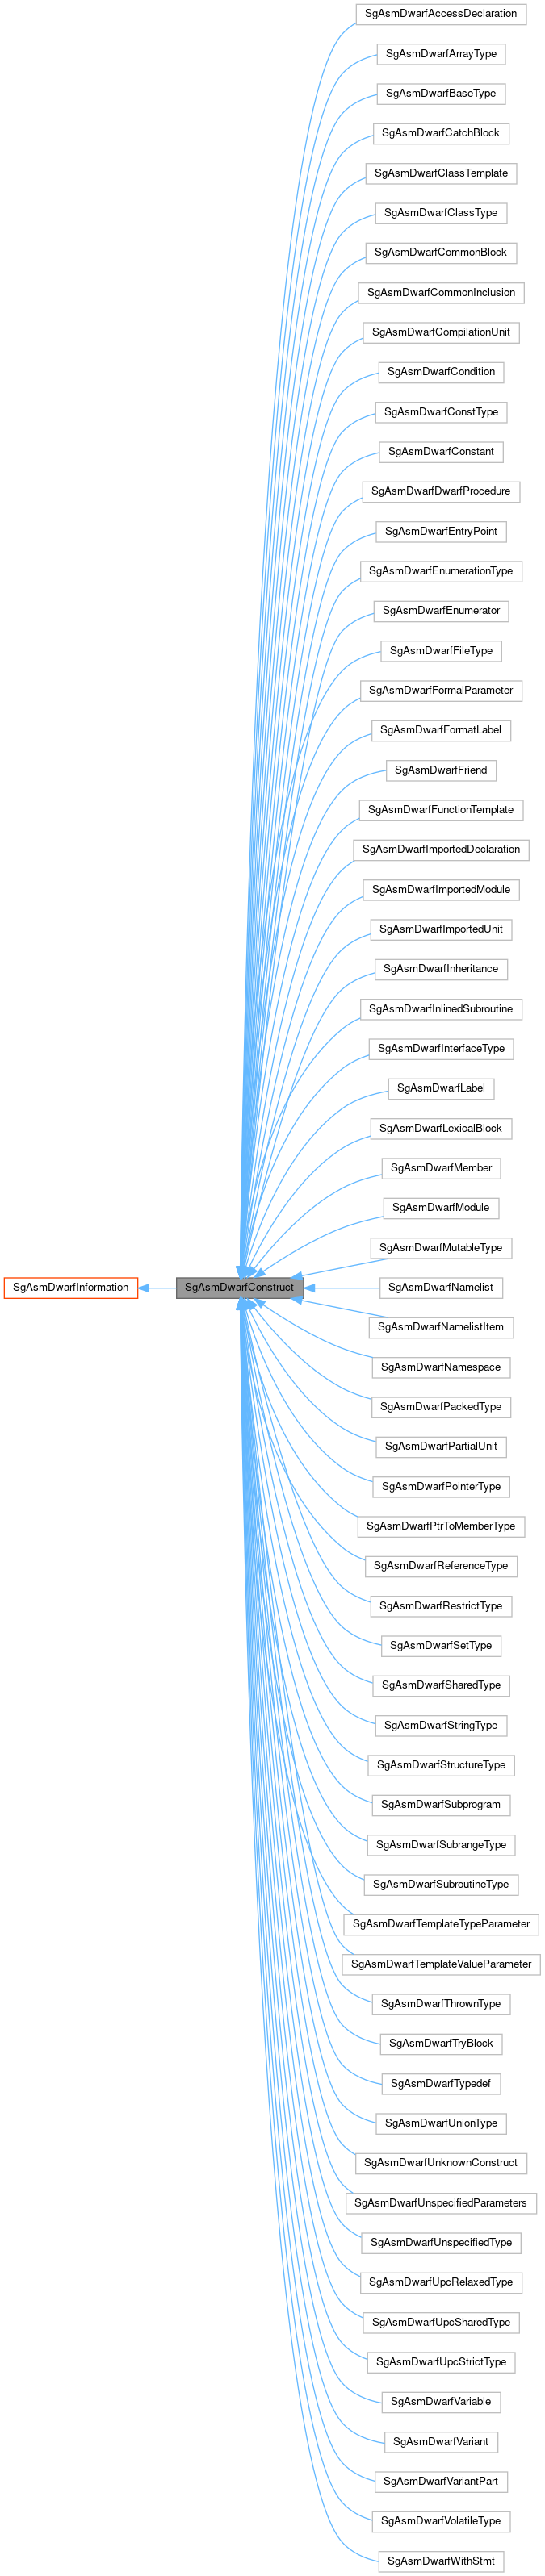 SgAsmDwarfAccessDeclaration
SgAsmDwarfArrayType
SgAsmDwarfBaseType
SgAsmDwarfCatchBlock
SgAsmDwarfClassTemplate
SgAsmDwarfClassType
SgAsmDwarfCommonBlock
SgAsmDwarfCommonInclusion
SgAsmDwarfCompilationUnit
SgAsmDwarfCondition
SgAsmDwarfConstType
SgAsmDwarfConstant
SgAsmDwarfDwarfProcedure
SgAsmDwarfEntryPoint
SgAsmDwarfEnumerationType
SgAsmDwarfEnumerator
SgAsmDwarfFileType
SgAsmDwarfFormalParameter
SgAsmDwarfFormatLabel
SgAsmDwarfFriend
SgAsmDwarfFunctionTemplate
SgAsmDwarfImportedDeclaration
SgAsmDwarfImportedModule
SgAsmDwarfImportedUnit
SgAsmDwarfInheritance
SgAsmDwarfInlinedSubroutine
SgAsmDwarfInterfaceType
SgAsmDwarfLabel
SgAsmDwarfLexicalBlock
SgAsmDwarfMember
SgAsmDwarfModule
SgAsmDwarfMutableType
SgAsmDwarfInformation SgAsmDwarfConstruct SgAsmDwarfNamelist
SgAsmDwarfNamelistItem
SgAsmDwarfNamespace
SgAsmDwarfPackedType
SgAsmDwarfPartialUnit
SgAsmDwarfPointerType
SgAsmDwarfPtrToMemberType
SgAsmDwarfReferenceType
SgAsmDwarfRestrictType
SgAsmDwarfSetType
SgAsmDwarfSharedType
SgAsmDwarfStringType
SgAsmDwarfStructureType
SgAsmDwarfSubprogram
SgAsmDwarfSubrangeType
SgAsmDwarfSubroutineType
SgAsmDwarfTemplateTypeParameter
SgAsmDwarfTemplateValueParameter
SgAsmDwarfThrownType
SgAsmDwarfTryBlock
SgAsmDwarfTypedef
SgAsmDwarfUnionType
SgAsmDwarfUnknownConstruct
SgAsmDwarfUnspecifiedParameters
SgAsmDwarfUnspecifiedType
SgAsmDwarfUpcRelaxedType
SgAsmDwarfUpcSharedType
SgAsmDwarfUpcStrictType
SgAsmDwarfVariable
SgAsmDwarfVariant
SgAsmDwarfVariantPart
SgAsmDwarfVolatileType
SgAsmDwarfWithStmt